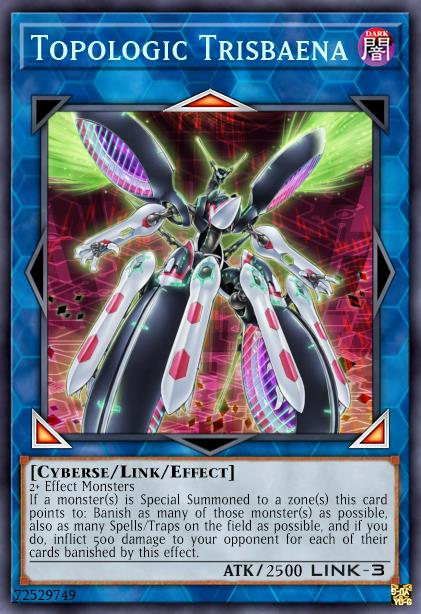 Topologic Trisbaena
DARK
闇
[Cyberse/Link/Effect]
2+ Effect Monsters
If a monster(s) is Special Summoned to a zone(s) this card
points to: Banish as many of those monster(s) as possible,
also as many Spells/Traps on the field as possible, and if you
do, inflict 500 damage to your opponent for each of their
cards banished by this effect.
ATK/2500 LINK-3
72529749